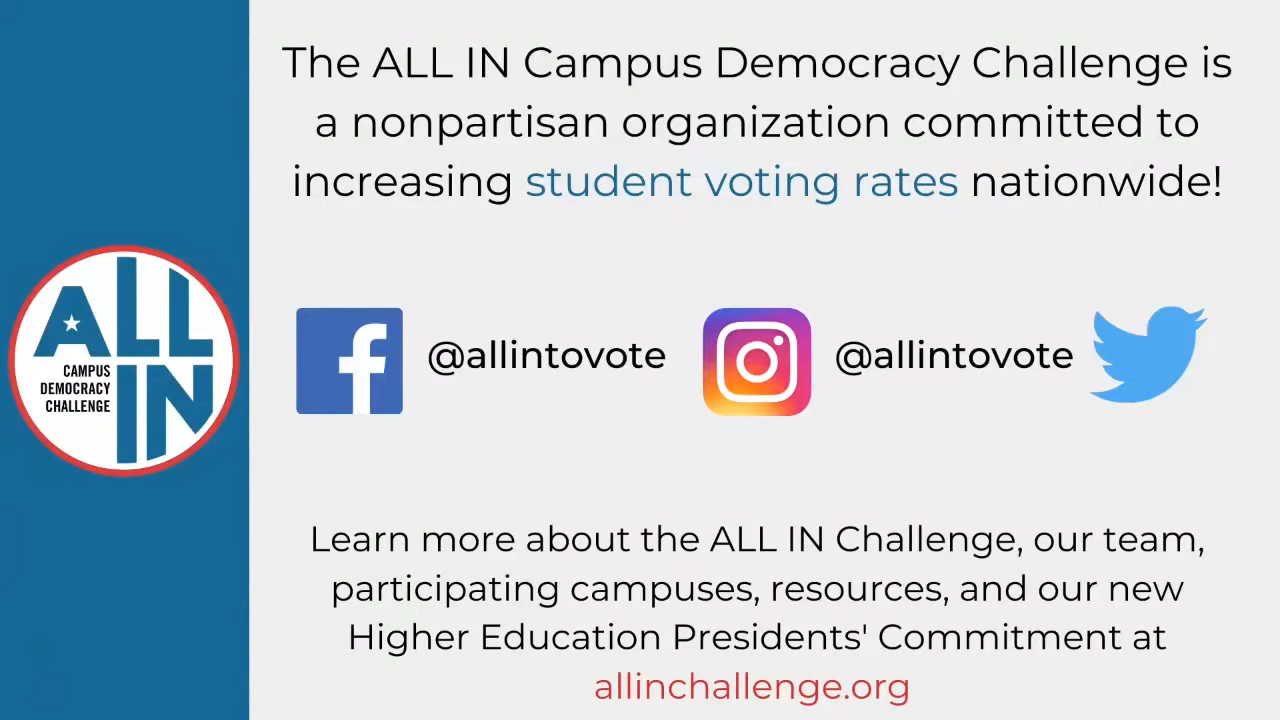 The ALL IN Campus Democracy Challenge is
a nonpartisan organization committed to
increasing student voting rates nationwide!
ALL
IN
CAMPUS
DEMOCRACY
CHALLENGE
@allintovote
@allintovote
Learn more about the ALL IN Challenge, our team,
participating campuses, resources, and our new
Higher Education Presidents' Commitment at
allinchallenge.org